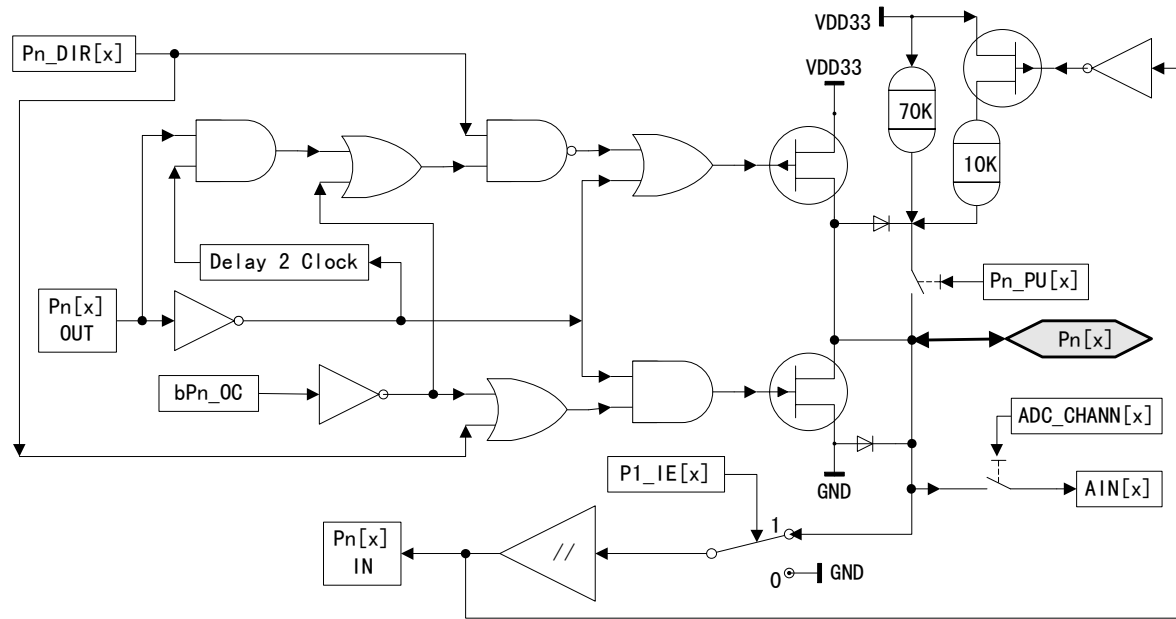 VDD33
Pn_DIR[x]
VDD33
70K
10K
Delay 2 Clock
Pn_PU[x]
Pn[x]
OUT
Pn[x]
bPn_OC
ADC_CHANN[x]
P1_IE[x]
GND
AIN[x]
Pn[x]
IN
//
1
0
GND